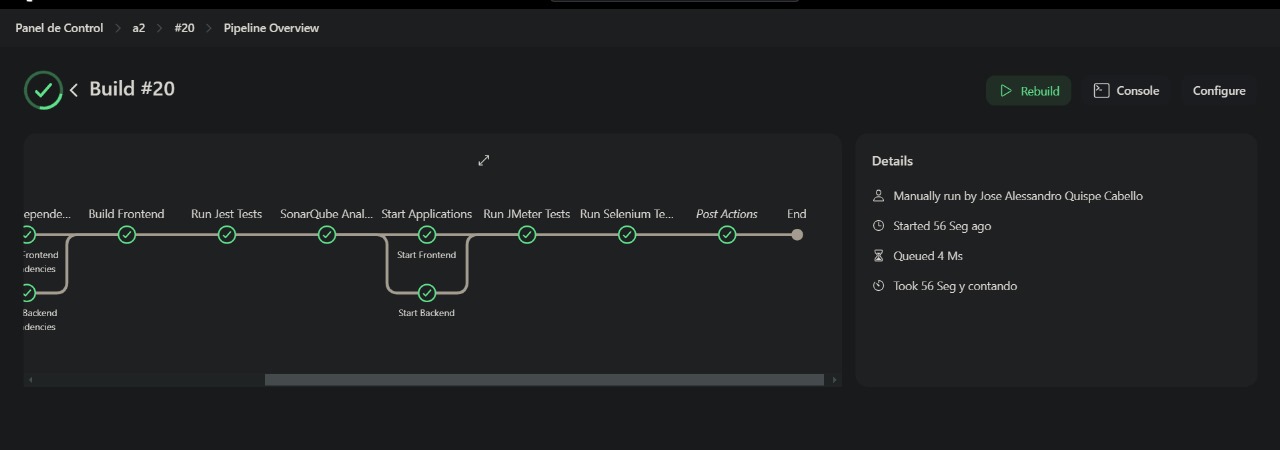 Panel de Control > a2 > #20 > Pipeline Overview
Build #20
Rebuild
Console
Configure
epende... Build Frontend Run Jest Tests SonarQube Anal... Start Applications Run JMeter Tests Run Selenium Te... Post Actions End
Frontend
dencies
Start Frontend
Backend
dencies
Start Backend
Details
Manually run by Jose Alessandro Quispe Cabello
Started 56 Seg ago
Queued 4 Ms
Took 56 Seg y contando